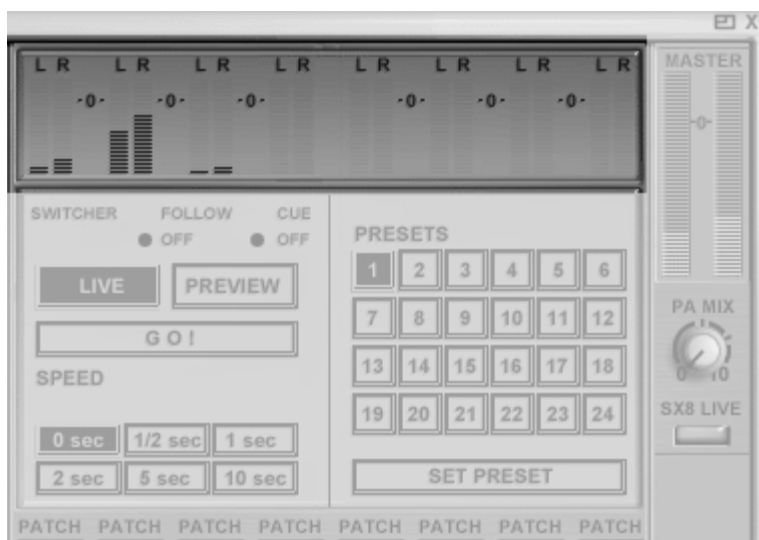 X
L R L R L R L R L R L R L R L R
MASTER
-0- -0- -0- -0- -0- -0-
-0-
SWITCHER FOLLOW CUE
OFF OFF
PRESETS
LIVE PREVIEW
1 2 3 4 5 6
GO!
7 8 9 10 11 12
PA MIX
0 10
SPEED
13 14 15 16 17 18
SX8 LIVE
0 sec 1/2 sec 1 sec
19 20 21 22 23 24
2 sec 5 sec 10 sec
SET PRESET
PATCH PATCH PATCH PATCH PATCH PATCH PATCH PATCH